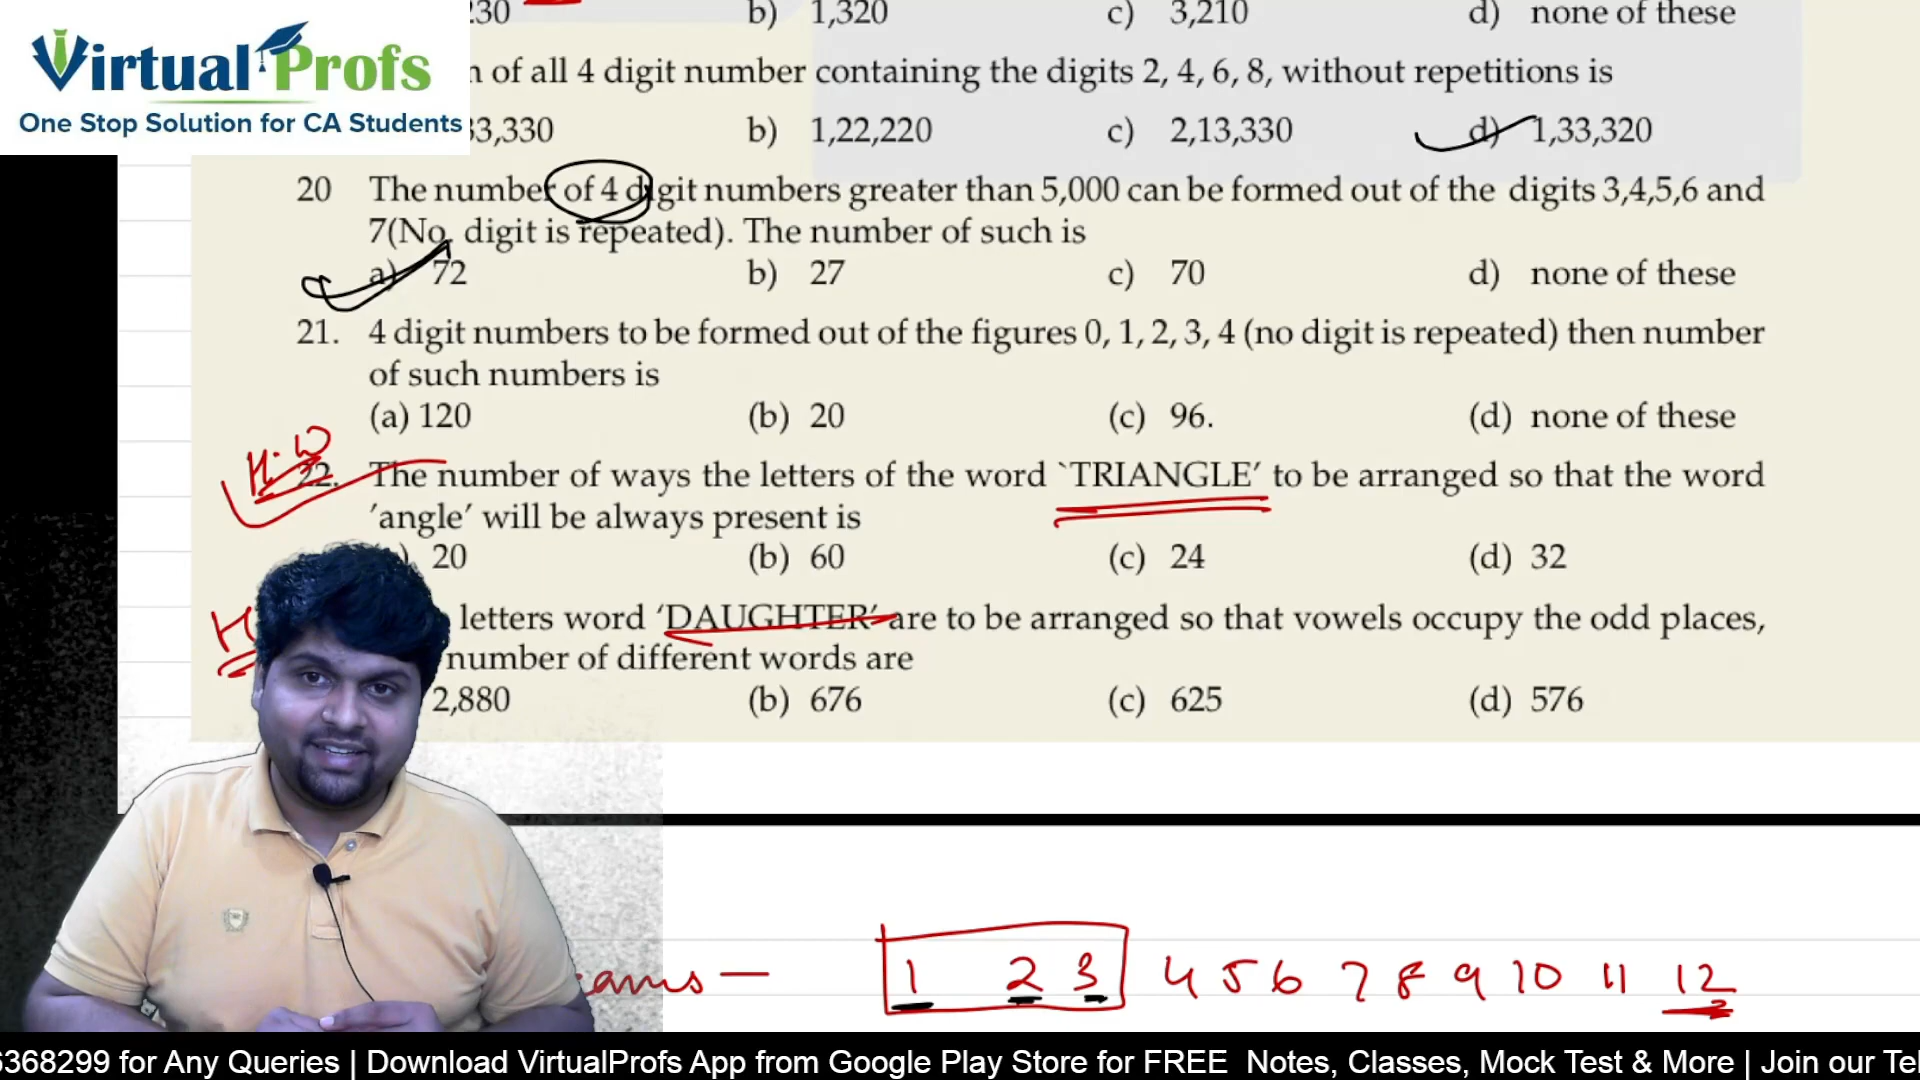 Virtual Profs
One Stop Solution for CA Students
230 b) 1,320 c) 3,210 d) none of these
of all 4 digit number containing the digits 2, 4, 6, 8, without repetitions is
33,330 b) 1,22,220 c) 2,13,330 d) 1,33,320
20 The number of 4 digit numbers greater than 5,000 can be formed out of the digits 3,4,5,6 and
7(No. digit is repeated). The number of such is
a) 72 b) 27 c) 70 d) none of these
21. 4 digit numbers to be formed out of the figures 0, 1, 2, 3, 4 (no digit is repeated) then number
of such numbers is
(a) 120 (b) 20 (c) 96. (d) none of these
H.W
22. The number of ways the letters of the word `TRIANGLE' to be arranged so that the word
'angle' will be always present is
20 (b) 60 (c) 24 (d) 32
H letters word 'DAUGHTER' are to be arranged so that vowels occupy the odd places,
number of different words are
2,880 (b) 676 (c) 625 (d) 576
eams — 1 2 3 4 5 6 7 8 9 10 11 12
6368299 for Any Queries | Download VirtualProfs App from Google Play Store for FREE Notes, Classes, Mock Test & More | Join our Tel